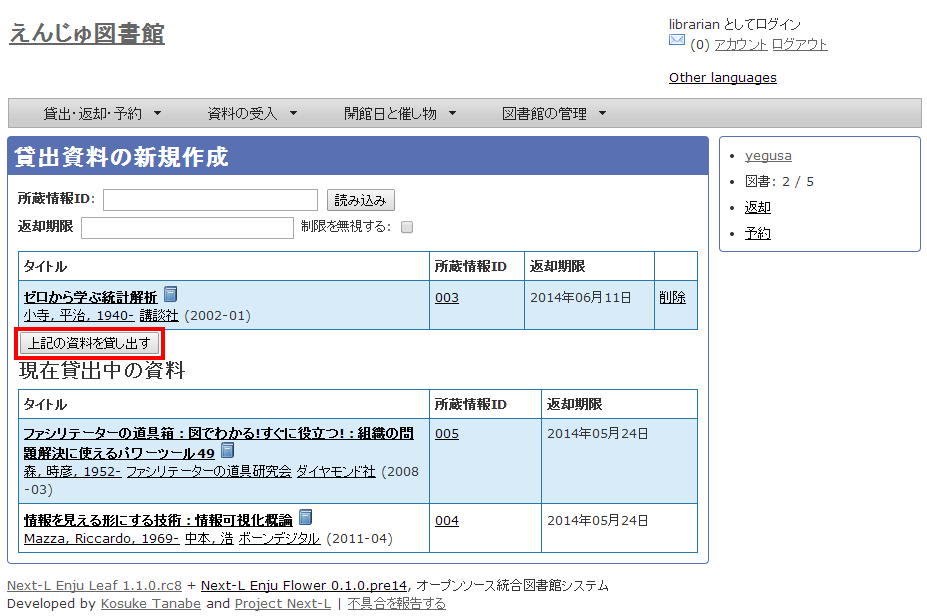 えんじゅ図書館
librarian としてログイン
(0) アカウント ログアウト
Other languages
貸出・返却・予約 ▼ 資料の受入 ▼ 開館日と催し物 ▼ 図書館の管理 ▼
貸出資料の新規作成
所蔵情報ID: 読み込み
返却期限 制限を無視する:
タイトル 所蔵情報ID 返却期限
ゼロから学ぶ統計解析 003 2014年06月11日 削除
小寺, 平治, 1940- 講談社 (2002-01)
上記の資料を貸し出す
現在貸出中の資料
タイトル 所蔵情報ID 返却期限
ファシリテーターの道具箱 : 図でわかる!すぐに役立つ! : 組織の問 005 2014年05月24日
題解決に使えるパワーツール49
森, 時彦, 1952- ファシリテーターの道具研究会 ダイヤモンド社 (2008
-03)
情報を見える形にする技術 : 情報可視化概論 004 2014年05月24日
Mazza, Riccardo, 1969- 中本, 浩 ボーンデジタル (2011-04)
• yegusa
• 図書: 2 / 5
• 返却
• 予約
Next-L Enju Leaf 1.1.0.rc8 + Next-L Enju Flower 0.1.0.pre14, オープンソース統合図書館システム
Developed by Kosuke Tanabe and Project Next-L | 不具合を報告する